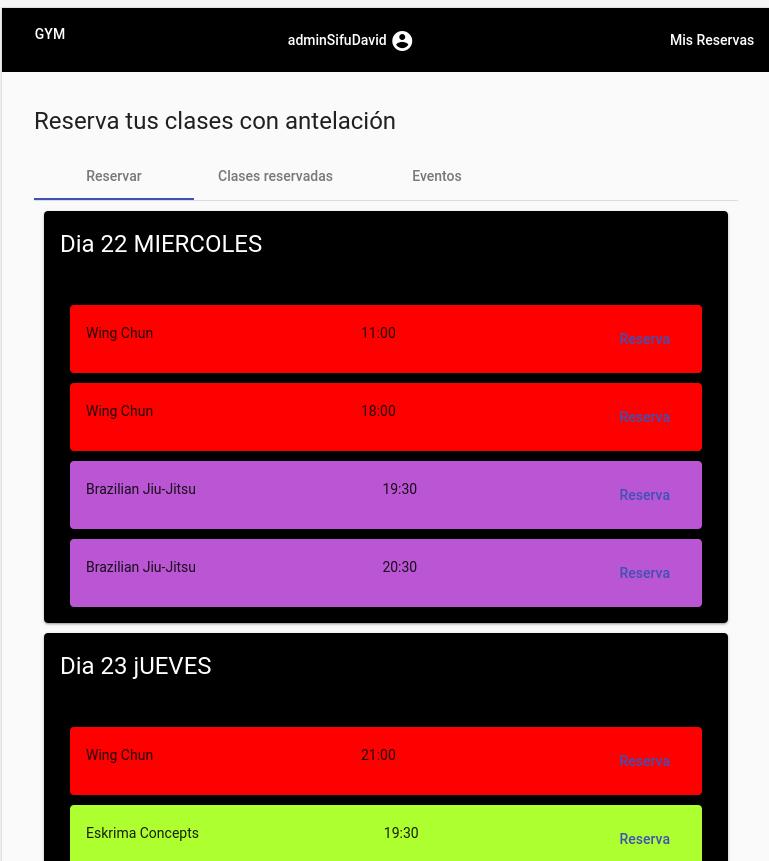 GYM
adminSifuDavid
Mis Reservas
Reserva tus clases con antelación
Reservar Clases reservadas Eventos
Dia 22 MIERCOLES
Wing Chun 11:00 Reserva
Wing Chun 18:00 Reserva
Brazilian Jiu-Jitsu 19:30 Reserva
Brazilian Jiu-Jitsu 20:30 Reserva
Dia 23 jUEVES
Wing Chun 21:00 Reserva
Eskrima Concepts 19:30 Reserva